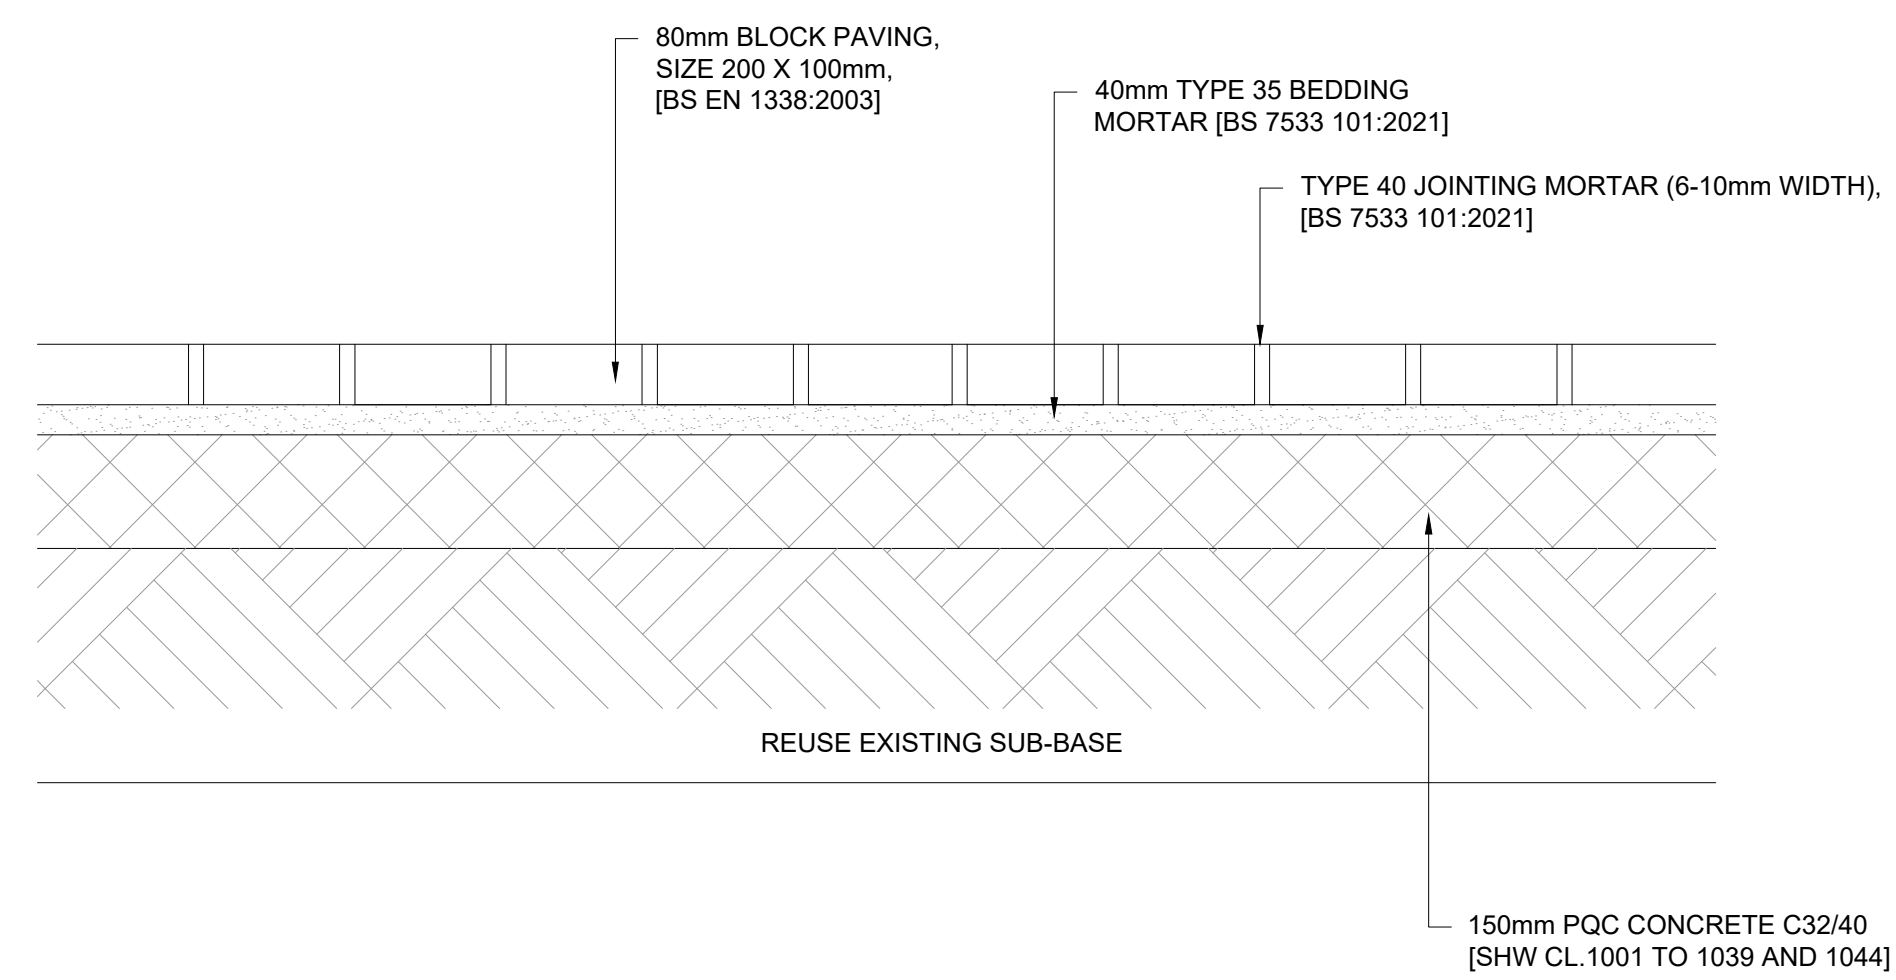 80mm BLOCK PAVING,
SIZE 200 X 100mm,
[BS EN 1338:2003]
40mm TYPE 35 BEDDING
MORTAR [BS 7533 101:2021]
TYPE 40 JOINTING MORTAR (6-10mm WIDTH),
[BS 7533 101:2021]
REUSE EXISTING SUB-BASE
150mm PQC CONCRETE C32/40
[SHW CL.1001 TO 1039 AND 1044]